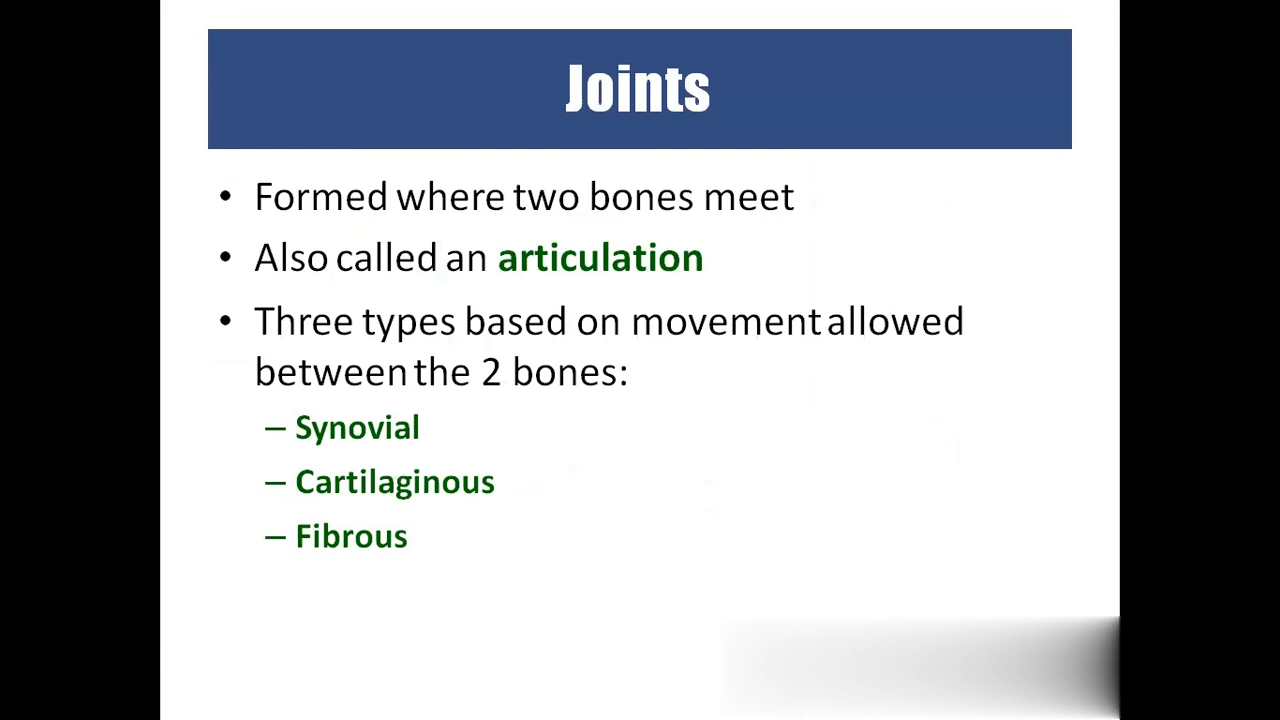 Joints
• Formed where two bones meet
• Also called an articulation
• Three types based on movement allowed
between the 2 bones:
– Synovial
– Cartilaginous
– Fibrous